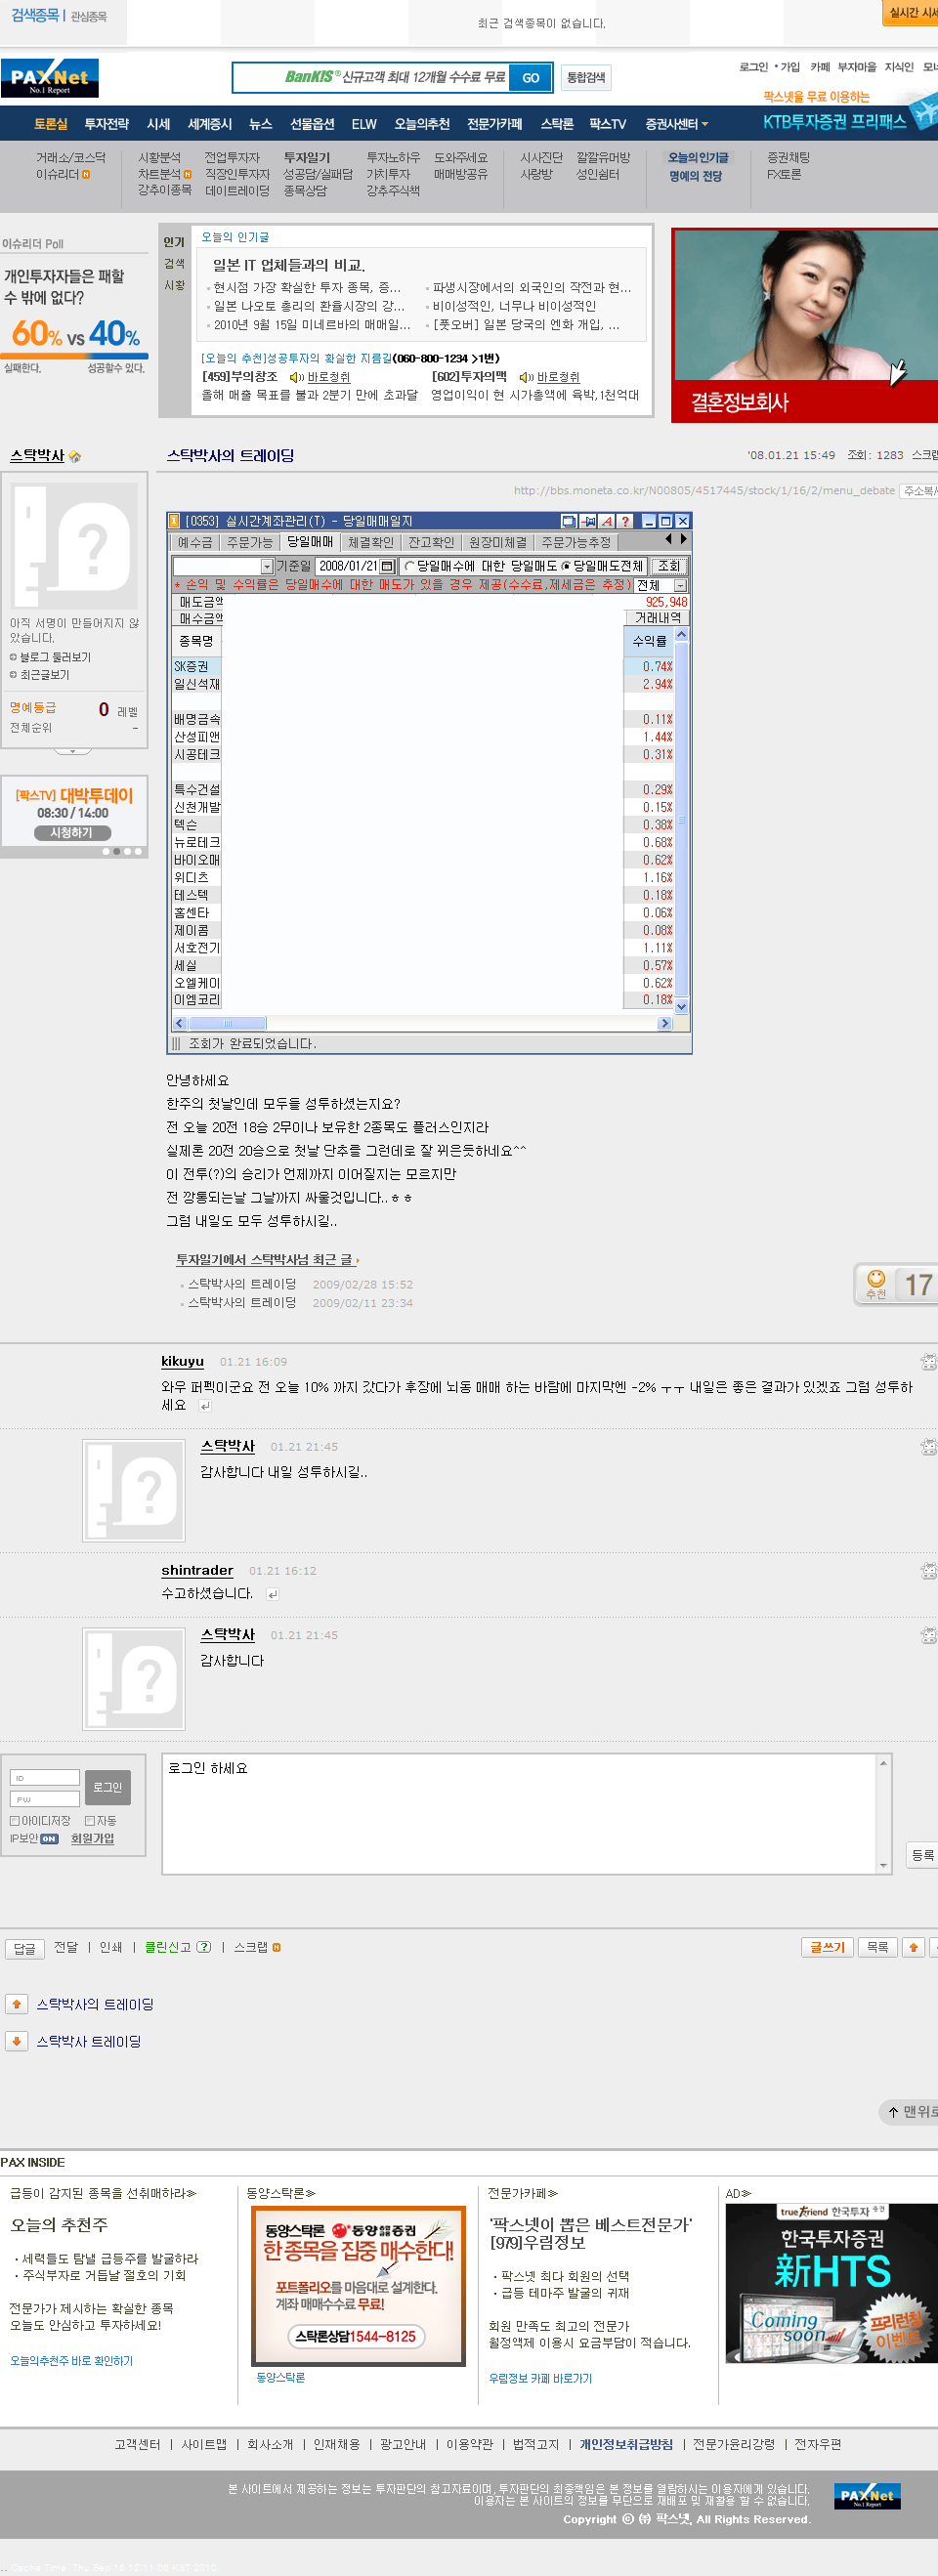 검색종목 | 관심종목
최근 검색종목이 없습니다.
실시간 시세
PAXNet
No.1 Report
BanKIS 신규고객 최대 12개월 수수료 무료
GO
통합검색
로그인 • 가입 카페 부자마을 지식인
팍스넷을 무료로 이용하는
KTB투자증권 프리패스
토론실 투자전략 시세 세계증시 뉴스 선물옵션 ELW 오늘의추천 전문가카페 스탁론 팍스TV 증권사센터
거래소/코스닥 시황분석 전업투자자 투자일기 투자노하우 도와주세요 시사진단 깔깔유머방 오늘의 인기글 증권채팅
이슈리더 차트분석 직장인투자자 성공담/실패담 가치투자 매매방공유 사랑방 성인쉼터 명예의 전당 FX토론
강추이종목 데이트레이딩 종목상담 강추주식책
이슈리더 Poll
개인투자자들은 패할
수 밖에 없다?
60% vs 40%
실패한다. 성공할수 있다.
인기
검색
시황
오늘의 인기글
일본 IT 업체들과의 비교.
현시점 가장 확실한 투자 종목, 증...
파생시장에서의 외국인의 작전과 현...
일본 나오토 총리의 환율시장의 강...
비이성적인, 너무나 비이성적인
2010년 9월 15일 미네르바의 매매일...
[풋오버] 일본 당국의 엔화 개입, ...
[오늘의 추천]성공투자의 확실한 지름길(060-800-1234 >1번)
[459]부의창조 바로청취 [602]투자의맥 바로청취
올해 매출 목표를 불과 2분기 만에 초과달 영업이익이 현 시가총액에 육박,1천억대
결혼정보회사
스탁박사
스탁박사의 트레이딩
'08.01.21 15:49 조회: 1283 스크랩
http://bbs.moneta.co.kr/N00805/4517445/stock/1/16/2/menu_debate 주소복사
아직 서명이 만들어지지 않
았습니다.
블로그 둘러보기
최근글보기
명예등급 0 레벨
전체순위 -
[팍스TV] 대박투데이
08:30 / 14:00
시청하기
[0353] 실시간계좌관리(T) - 당일매매일지
예수금 주문가능 당일매매 체결확인 잔고확인 원장미체결 주문가능추정
기준일 2008/01/21 당일매수에 대한 당일매도 당일매도전체 조회
* 손익 및 수익률은 당일매수에 대한 매도가 있을 경우 제공(수수료,제세금은 추정) 전체
매도금액 925,948
매수금액 거래내역
종목명 수익률
SK증권 0.74%
일신석재 2.94%
배명금속 0.11%
산성피앤 1.44%
시공테크 0.31%
특수건설 0.29%
신천개발 0.15%
텍슨 0.38%
뉴로테크 0.68%
바이오매 0.62%
위디츠 1.16%
테스텍 0.18%
홈센타 0.06%
제이콤 0.08%
서호전기 1.11%
세실 0.57%
오엘케이 0.62%
이엠코리 0.18%
조회가 완료되었습니다.
안녕하세요
한주의 첫날인데 모두들 성투하셨는지요?
전 오늘 20전 18승 2무이나 보유한 2종목도 플러스인지라
실제론 20전 20승으로 첫날 단추를 그런데로 잘 뀌은듯하네요^^
이 전투(?)의 승리가 언제까지 이어질지는 모르지만
전 깡통되는날 그날까지 싸울것입니다.. ㅎㅎ
그럼 내일도 모두 성투하시길..
투자일기에서 스탁박사님 최근 글
스탁박사의 트레이딩 2009/02/28 15:52
스탁박사의 트레이딩 2009/02/11 23:34
추천 17
kikuyu 01.21 16:09
와우 퍼펙이군요 전 오늘 10% 까지 갔다가 후장에 뇌동 매매 하는 바람에 마지막엔 -2% ㅜㅜ 내일은 좋은 결과가 있겠죠 그럼 성투하
세요
스탁박사 01.21 21:45
감사합니다 내일 성투하시길..
shintrader 01.21 16:12
수고하셨습니다.
스탁박사 01.21 21:45
감사합니다
ID
PW
로그인
아이디저장 자동
IP보안 ON 회원가입
로그인 하세요
등록
답글 전달 | 인쇄 | 클린신고 ? | 스크랩
글쓰기 목록
스탁박사의 트레이딩
스탁박사 트레이딩
맨위로
PAX INSIDE
급등이 감지된 종목을 선취매하라≫
오늘의 추천주
· 세력들도 탐낼 급등주를 발굴하라
· 주식부자로 거듭날 절호의 기회
전문가가 제시하는 확실한 종목
오늘도 안심하고 투자하세요!
오늘의추천주 바로 확인하기
동양스탁론≫
동양스탁론 동양종합금융증권
한 종목을 집중 매수한다!
포트폴리오를 마음대로 설계한다.
계좌 매매수수료 무료!
스탁론상담1544-8125
동양스탁론
전문가카페≫
'팍스넷이 뽑은 베스트전문가'
[979]우림정보
· 팍스넷 최다 회원의 선택
· 급등 테마주 발굴의 귀재
회원 만족도 최고의 전문가
월정액제 이용시 요금부담이 적습니다.
우림정보 카페 바로가기
AD≫
true Friend 한국투자증권
한국투자증권
新HTS
Coming soon
프리런칭
이벤트
고객센터 | 사이트맵 | 회사소개 | 인재채용 | 광고안내 | 이용약관 | 법적고지 | 개인정보취급방침 | 전문가윤리강령 | 전자우편
본 사이트에서 제공하는 정보는 투자판단의 참고자료이며, 투자판단의 최종책임은 본 정보를 열람하시는 이용자에게 있습니다.
이용자는 본 사이트의 정보를 무단으로 재배포 및 재활용 할 수 없습니다.
Copyright ⓒ ㈜ 팍스넷, All Rights Reserved.
PAXNet
No.1 Report